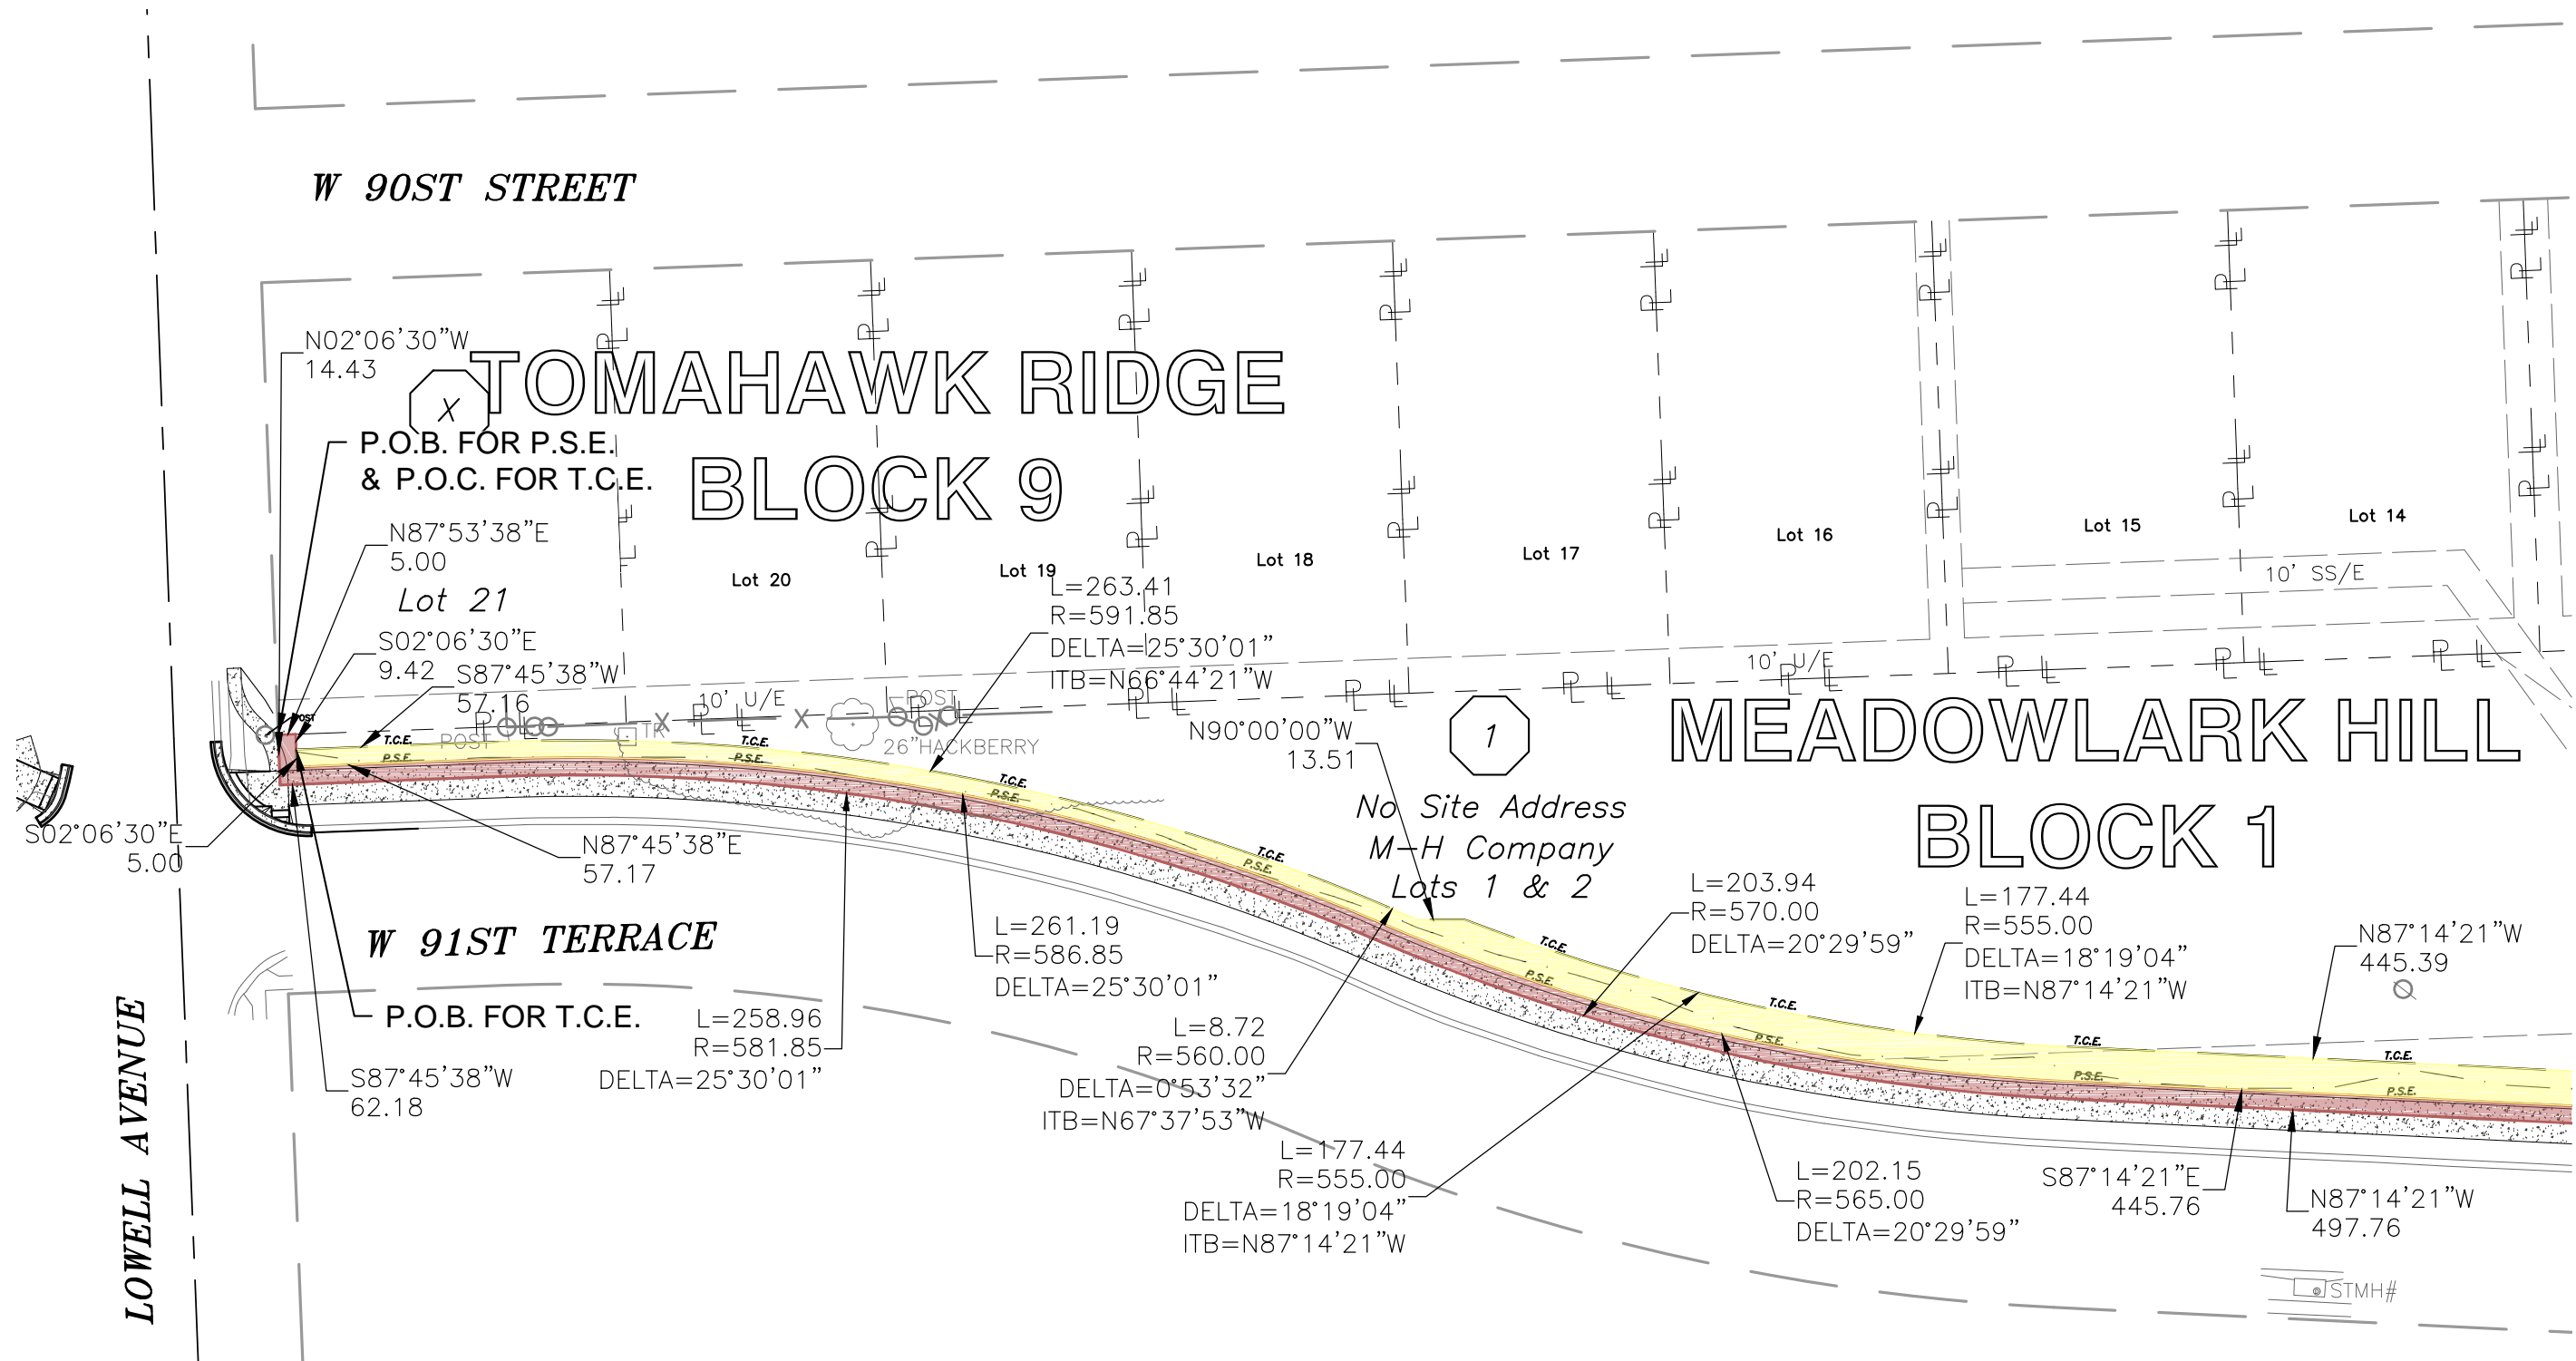 W 90ST STREET
N02°06'30"W
14.43
X
TOMAHAWK RIDGE
BLOCK 9
P.O.B. FOR P.S.E.
& P.O.C. FOR T.C.E.
N87°53'38"E
5.00
Lot 21
S02°06'30"E
9.42
S87°45'38"W
57.16
Lot 20
Lot 19
Lot 18
Lot 17
Lot 16
Lot 15
Lot 14
10' SS/E
L=263.41
R=591.85
DELTA=25°30'01"
ITB=N66°44'21"W
10' U/E
10' U/E
POST
POST
POST
TR
26"HACKBERRY
N90°00'00"W
13.51
1
MEADOWLARK HILL
BLOCK 1
No Site Address
M-H Company
Lots 1 & 2
T.C.E.
T.C.E.
T.C.E.
T.C.E.
T.C.E.
T.C.E.
T.C.E.
T.C.E.
P.S.E.
P.S.E.
P.S.E.
P.S.E.
P.S.E.
P.S.E.
P.S.E.
P.S.E.
S02°06'30"E
5.00
N87°45'38"E
57.17
W 91ST TERRACE
P.O.B. FOR T.C.E.
S87°45'38"W
62.18
LOWELL AVENUE
L=258.96
R=581.85
DELTA=25°30'01"
L=261.19
R=586.85
DELTA=25°30'01"
L=8.72
R=560.00
DELTA=0°53'32"
ITB=N67°37'53"W
L=177.44
R=555.00
DELTA=18°19'04"
ITB=N87°14'21"W
L=203.94
R=570.00
DELTA=20°29'59"
L=177.44
R=555.00
DELTA=18°19'04"
ITB=N87°14'21"W
N87°14'21"W
445.39
L=202.15
R=565.00
DELTA=20°29'59"
S87°14'21"E
445.76
N87°14'21"W
497.76
STMH#